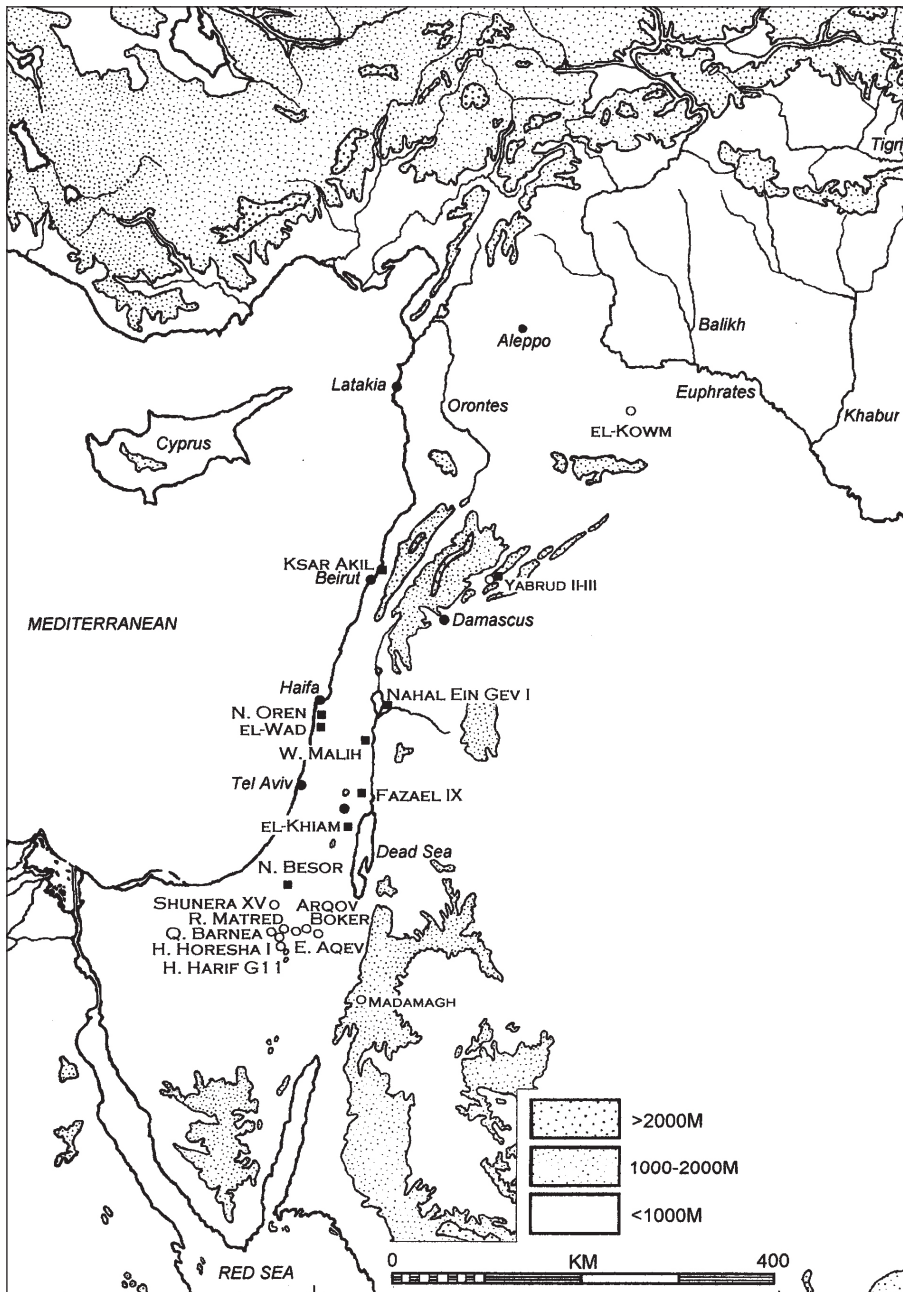 Tigri
Balikh
Aleppo
Latakia
Orontes
Euphrates
Khabur
EL-KOWM
Cyprus
KSAR AKIL
Beirut
YABRUD II-III
MEDITERRANEAN
Damascus
Haifa
NAHAL EIN GEV I
N. OREN
EL-WAD
W. MALIH
Tel Aviv
FAZAEL IX
EL-KHIAM
Dead Sea
N. BESOR
SHUNERA XV ARQOV
R. MATRED BOKER
Q. BARNEA
H. HORESHA I E. AQEV
H. HARIF G11
MADAMAGH
>2000M
1000-2000M
<1000M
RED SEA
0 KM 400